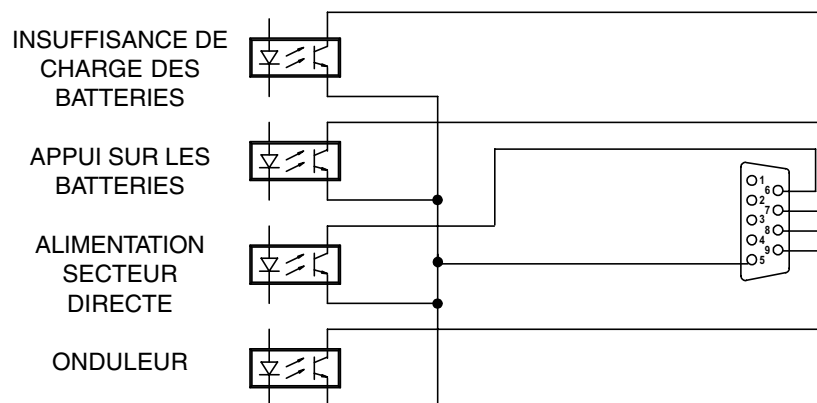 INSUFFISANCE DE
CHARGE DES
BATTERIES
APPUI SUR LES
BATTERIES
ALIMENTATION
SECTEUR
DIRECTE
ONDULEUR
1
6
2
7
3
8
4
9
5